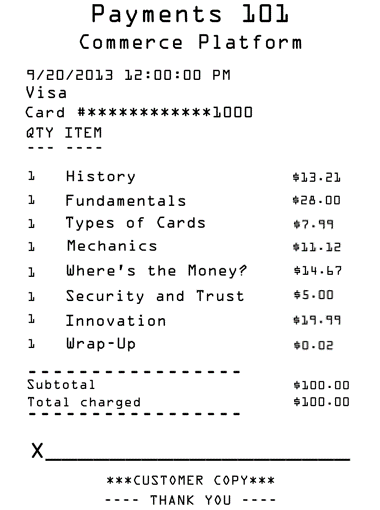 Payments 101
Commerce Platform
9/20/2013 12:00:00 PM
Visa
Card #*************1000
QTY ITEM
--- ----
1 History $13.21
1 Fundamentals $28.00
1 Types of Cards $7.99
1 Mechanics $11.12
1 Where's the Money? $14.67
1 Security and Trust $5.00
1 Innovation $19.99
1 Wrap-Up $0.02
-----------------
Subtotal $100.00
Total charged $100.00
-----------------
X______________________
***CUSTOMER COPY***
---- THANK YOU ----